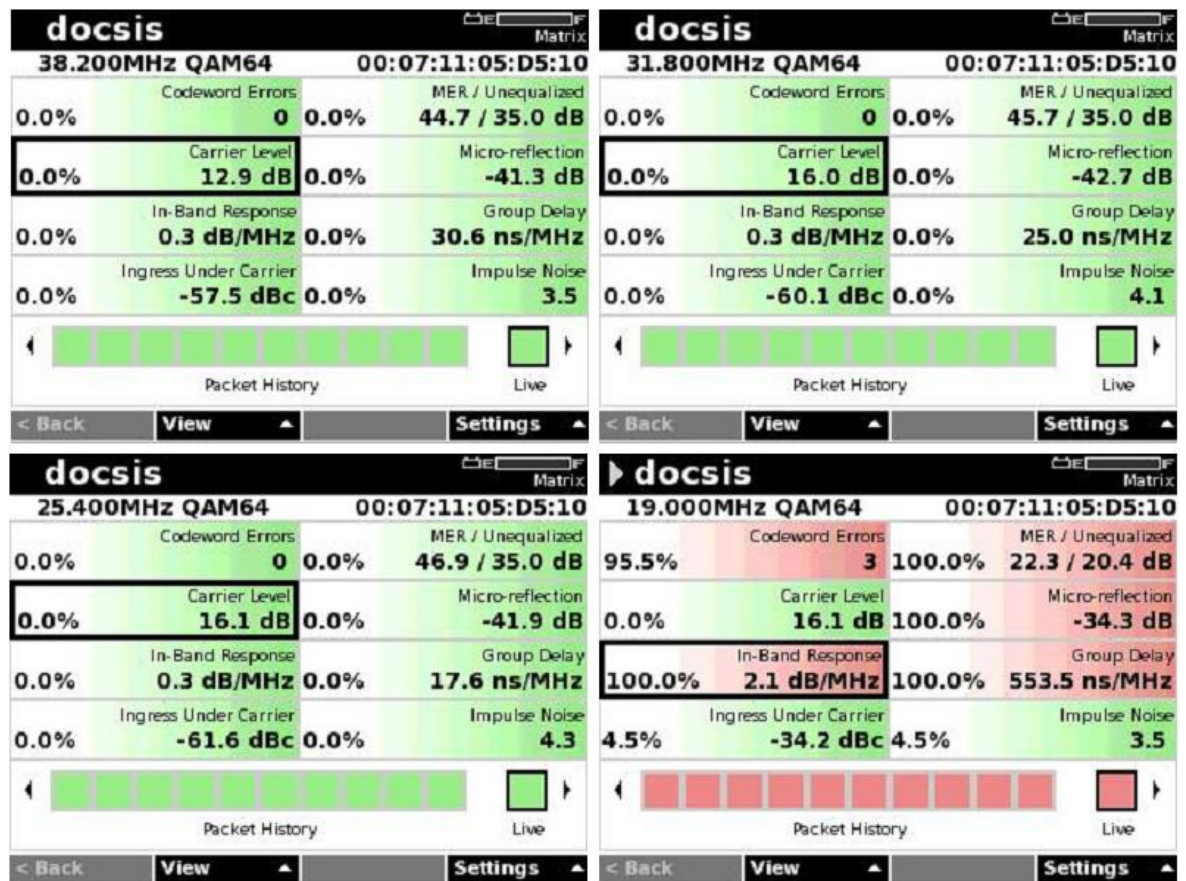 docsis
E F
Matrix
38.200MHz QAM64 00:07:11:05:D5:10
Codeword Errors MER / Unequalized
0.0% 0 0.0% 44.7 / 35.0 dB
Carrier Level Micro-reflection
0.0% 12.9 dB 0.0% -41.3 dB
In-Band Response Group Delay
0.0% 0.3 dB/MHz 0.0% 30.6 ns/MHz
Ingress Under Carrier Impulse Noise
0.0% -57.5 dBc 0.0% 3.5
Packet History Live
< Back View Settings
docsis
E F
Matrix
31.800MHz QAM64 00:07:11:05:D5:10
Codeword Errors MER / Unequalized
0.0% 0 0.0% 45.7 / 35.0 dB
Carrier Level Micro-reflection
0.0% 16.0 dB 0.0% -42.7 dB
In-Band Response Group Delay
0.0% 0.3 dB/MHz 0.0% 25.0 ns/MHz
Ingress Under Carrier Impulse Noise
0.0% -60.1 dBc 0.0% 4.1
Packet History Live
< Back View Settings
docsis
E F
Matrix
25.400MHz QAM64 00:07:11:05:D5:10
Codeword Errors MER / Unequalized
0.0% 0 0.0% 46.9 / 35.0 dB
Carrier Level Micro-reflection
0.0% 16.1 dB 0.0% -41.9 dB
In-Band Response Group Delay
0.0% 0.3 dB/MHz 0.0% 17.6 ns/MHz
Ingress Under Carrier Impulse Noise
0.0% -61.6 dBc 0.0% 4.3
Packet History Live
< Back View Settings
docsis
E F
Matrix
19.000MHz QAM64 00:07:11:05:D5:10
Codeword Errors MER / Unequalized
95.5% 3 100.0% 22.3 / 20.4 dB
Carrier Level Micro-reflection
0.0% 16.1 dB 100.0% -34.3 dB
In-Band Response Group Delay
100.0% 2.1 dB/MHz 100.0% 553.5 ns/MHz
Ingress Under Carrier Impulse Noise
4.5% -34.2 dBc 4.5% 3.5
Packet History Live
< Back View Settings